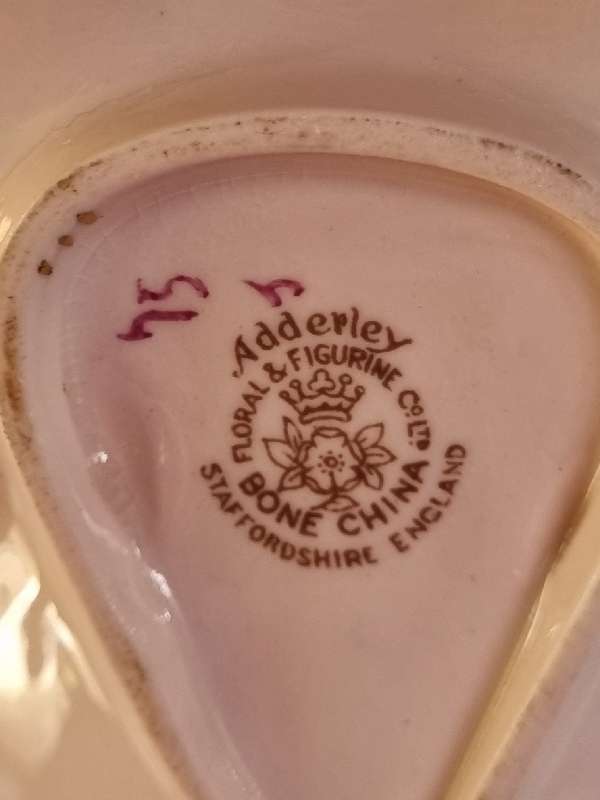 Adderley
FLORAL & FIGURINE Co LTD.
BONE CHINA
STAFFORDSHIRE ENGLAND